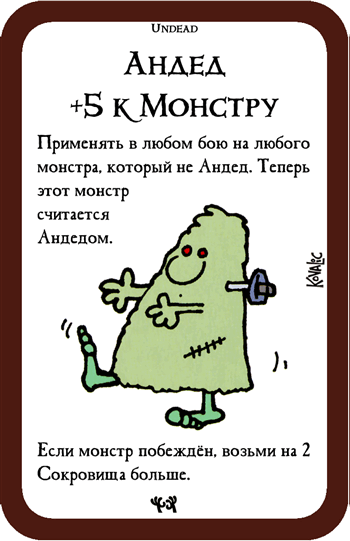 Undead
Андед
+5 к Монстру
Применять в любом бою на любого
монстра, который не Андед. Теперь
этот монстр
считается
Андедом.
Kovalic
Если монстр побеждён, возьми на 2
Сокровища больше.